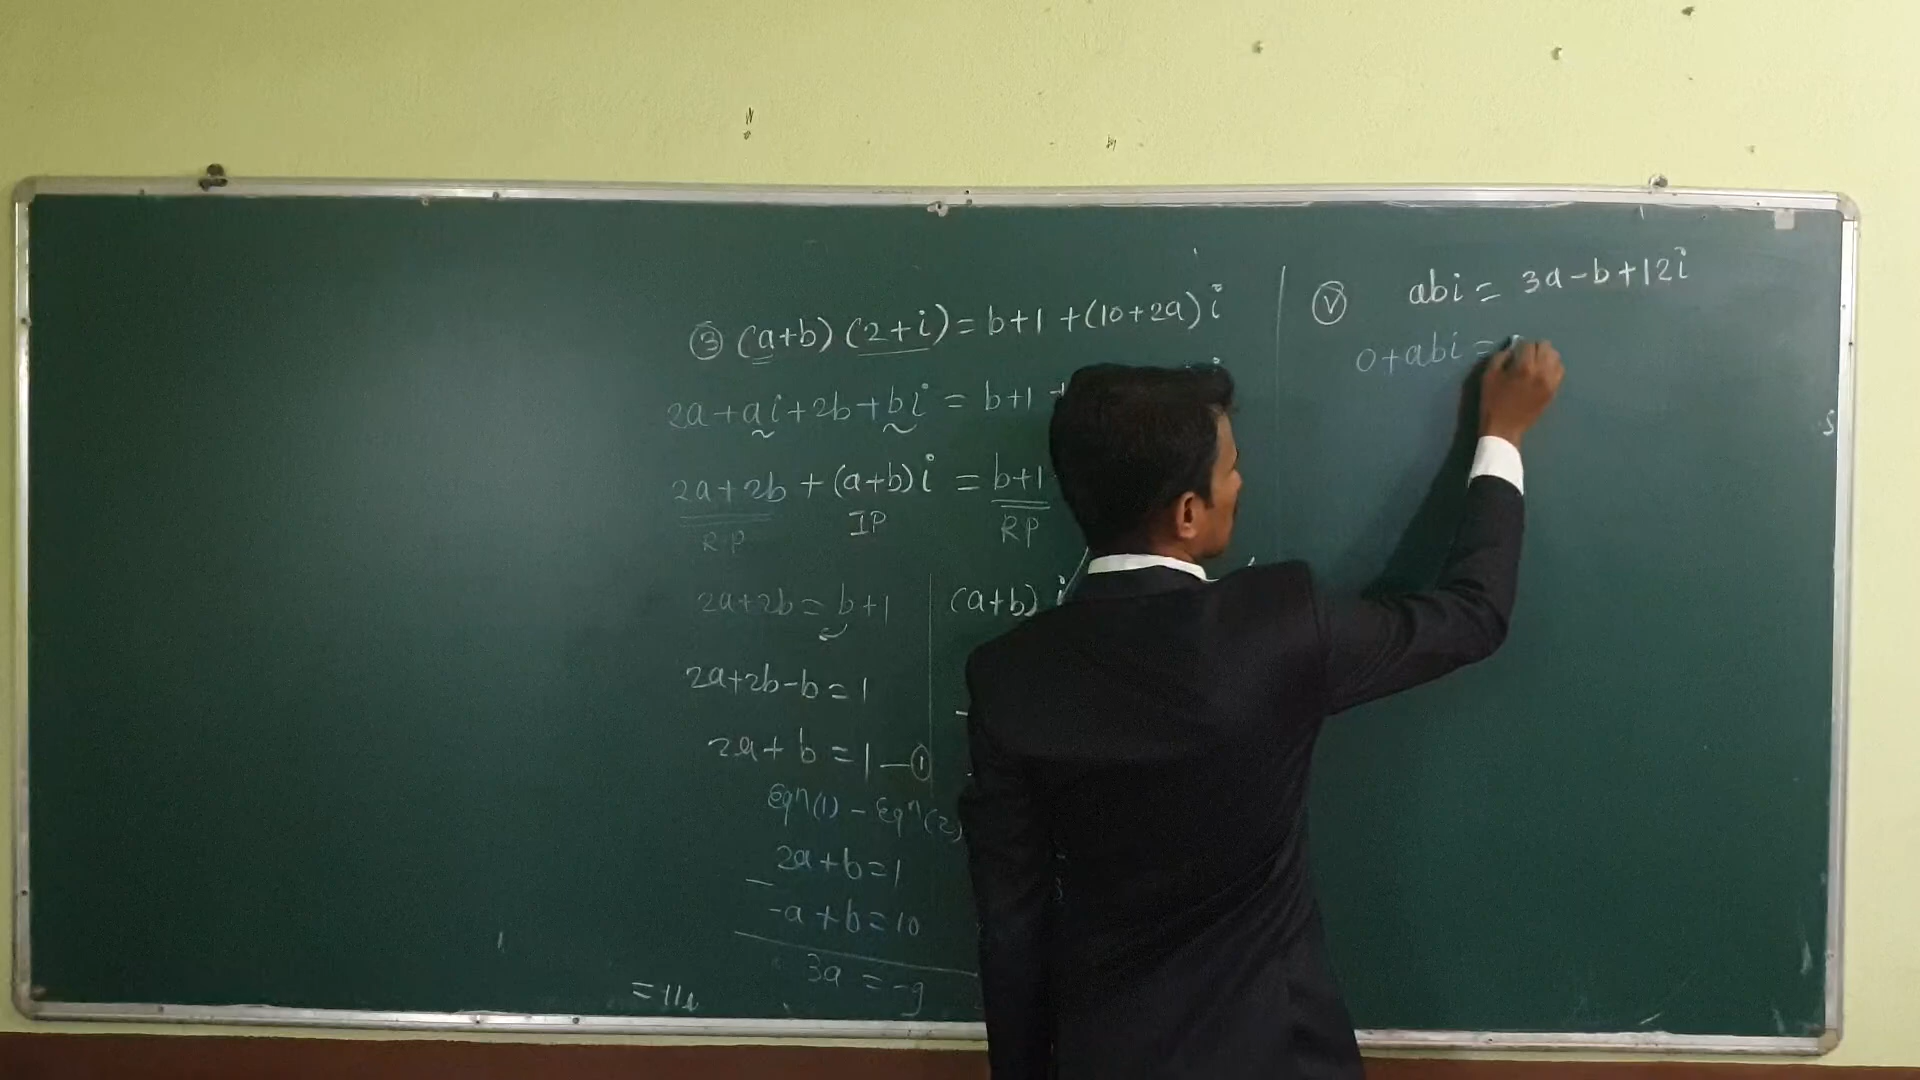 ③ (a+b) (2+i) = b+1 +(10+2a) i
2a+ai+2b+bi = b+1 +
2a+2b + (a+b) i = b+1
RP IP RP
2a+2b = b+1
(a+b) i
2a+2b-b=1
2a+ b =1 —①
Eqⁿ(1) - Eqⁿ(2)
2a+b=1
-a+b=10
3a =-9
Ⓥ abi = 3a-b+12i
0+abi =